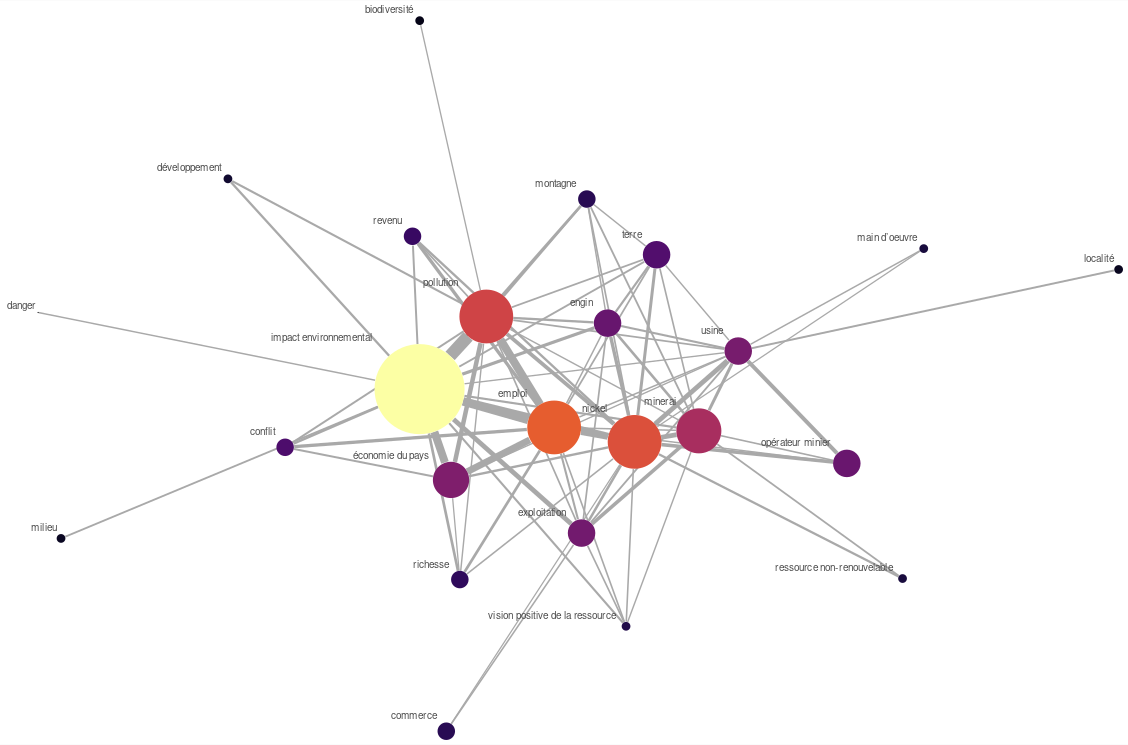 biodiversité
développement
montagne
revenu
terre
main d'oeuvre
localité
pollution
danger
engin
impact environnemental
usine
emploi
nickel
minerai
conflit
opérateur minier
économie du pays
exploitation
milieu
richesse
ressource non-renouvelable
vision positive de la ressource
commerce